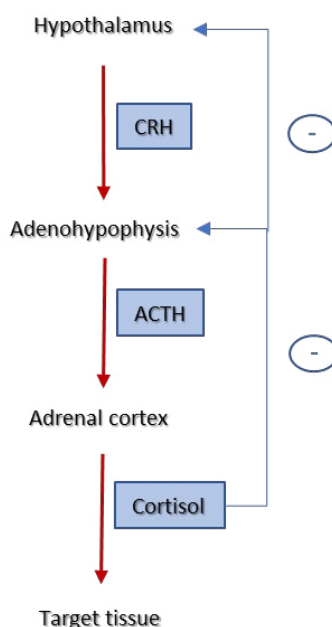 Hypothalamus
CRH
-
Adenohypophysis
ACTH
-
Adrenal cortex
Cortisol
Target tissue